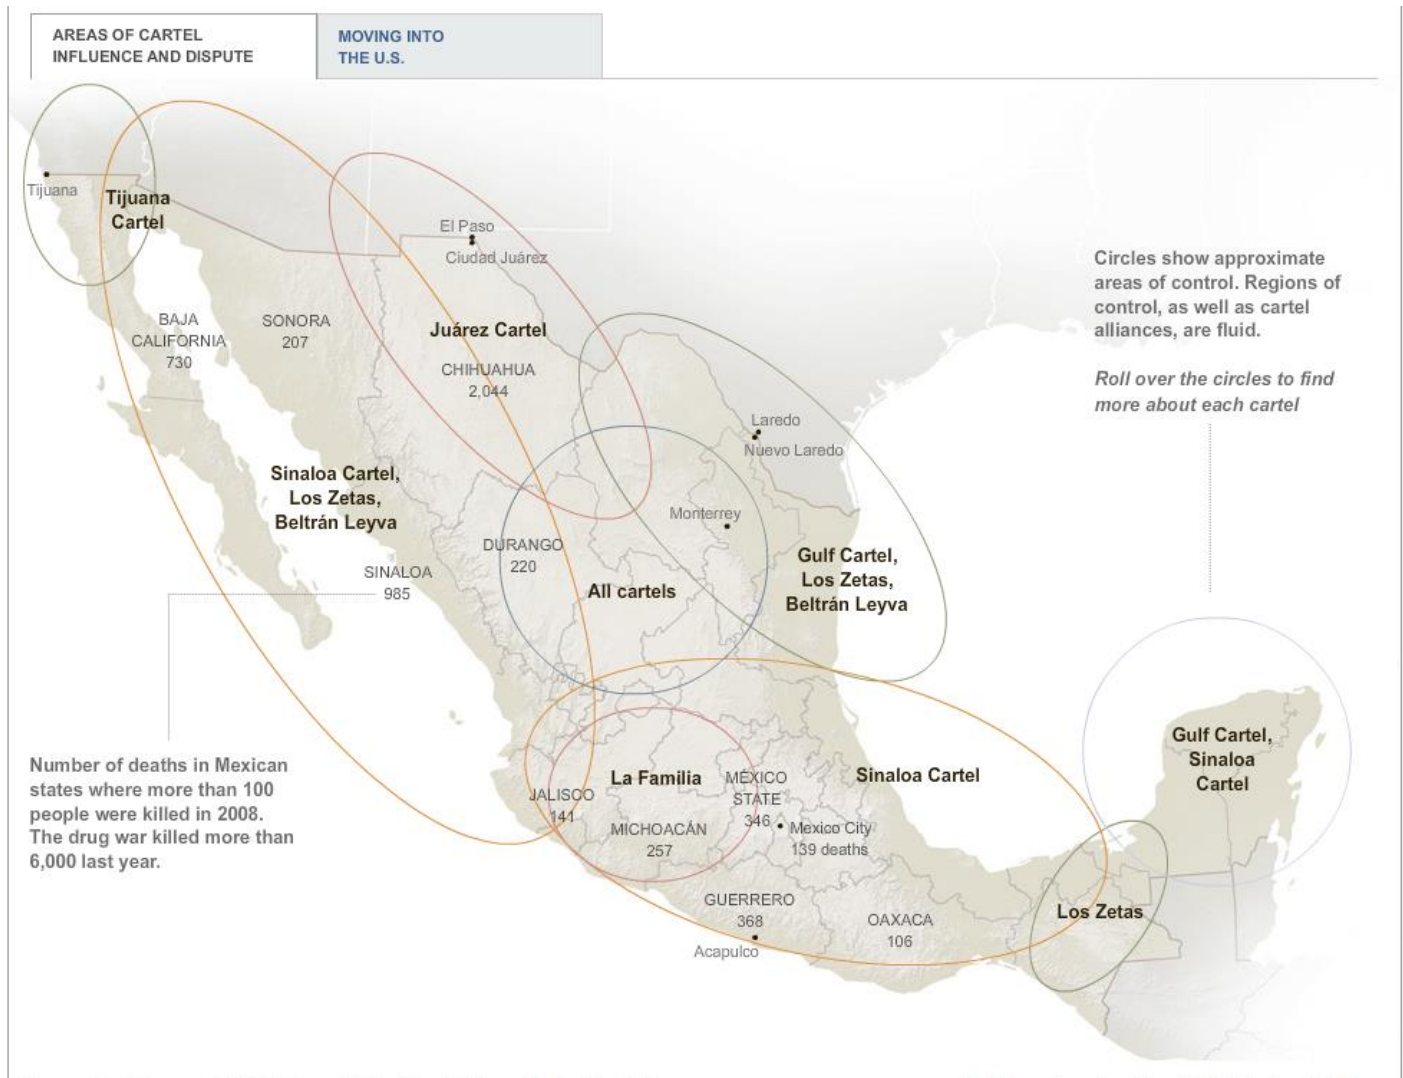 AREAS OF CARTEL
INFLUENCE AND DISPUTE
MOVING INTO
THE U.S.
Tijuana
Tijuana
Cartel
El Paso
Ciudad Juárez
BAJA
CALIFORNIA
730
SONORA
207
Juárez Cartel
CHIHUAHUA
2,044
Circles show approximate
areas of control. Regions of
control, as well as cartel
alliances, are fluid.
Roll over the circles to find
more about each cartel
Laredo
Nuevo Laredo
Sinaloa Cartel,
Los Zetas,
Beltrán Leyva
Monterrey
DURANGO
220
SINALOA
985
All cartels
Gulf Cartel,
Los Zetas,
Beltrán Leyva
Number of deaths in Mexican
states where more than 100
people were killed in 2008.
The drug war killed more than
6,000 last year.
JALISCO
141
La Familia
MICHOACÁN
257
MÉXICO
STATE
346
Mexico City
139 deaths
Sinaloa Cartel
Gulf Cartel,
Sinaloa
Cartel
GUERRERO
368
Acapulco
OAXACA
106
Los Zetas